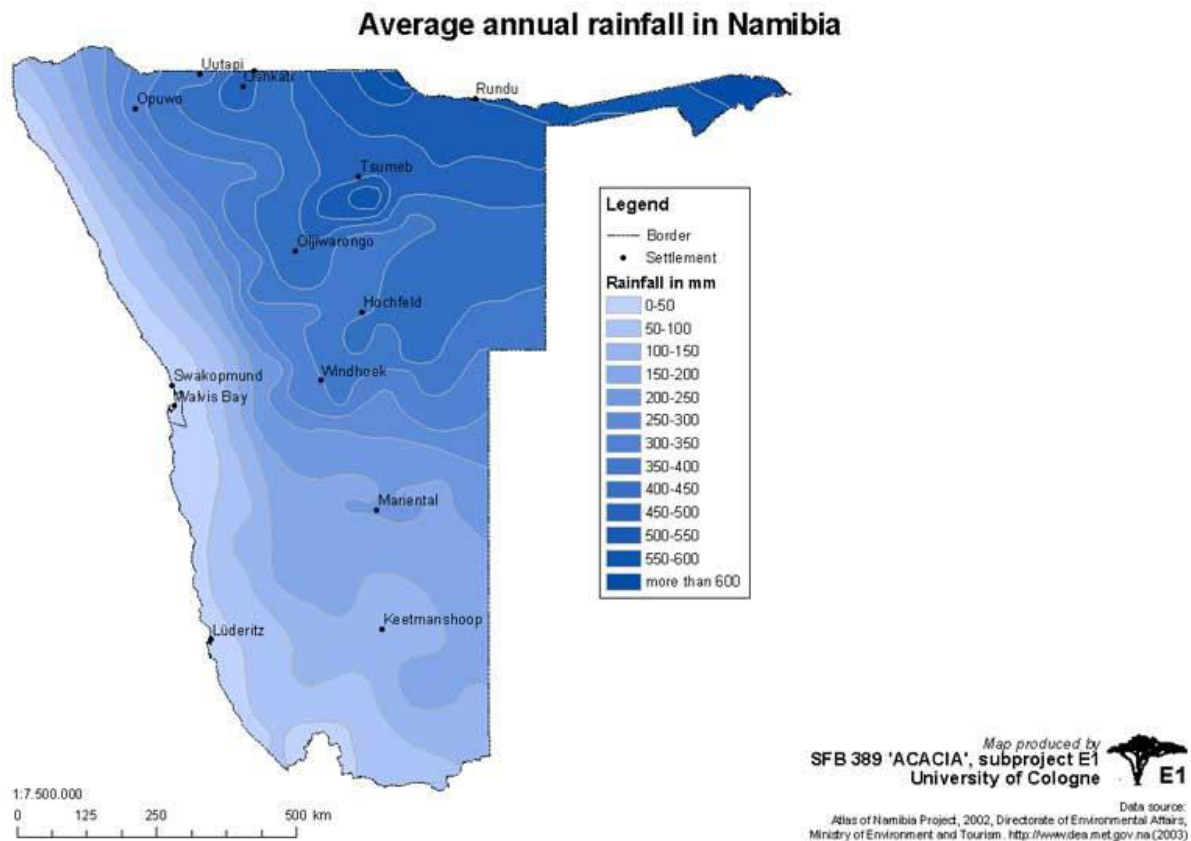 Average annual rainfall in Namibia
Uutapi
Oshkati
Opuwo
Rundu
Tsumeb
Otjiwarongo
Hochfeld
Windhoek
Swakopmund
Walvis Bay
Mariental
Keetmanshoop
Lüderitz
Legend
Border
Settlement
Rainfall in mm
0-50
50-100
100-150
150-200
200-250
250-300
300-350
350-400
400-450
450-500
500-550
550-600
more than 600
1:7.500.000
0 125 250 500 km
Map produced by
SFB 389 'ACACIA', subproject E1
University of Cologne
E1
Data source:
Atlas of Namibia Project, 2002, Directorate of Environmental Affairs,
Ministry of Environment and Tourism. http://www.dea.met.gov.na (2003)